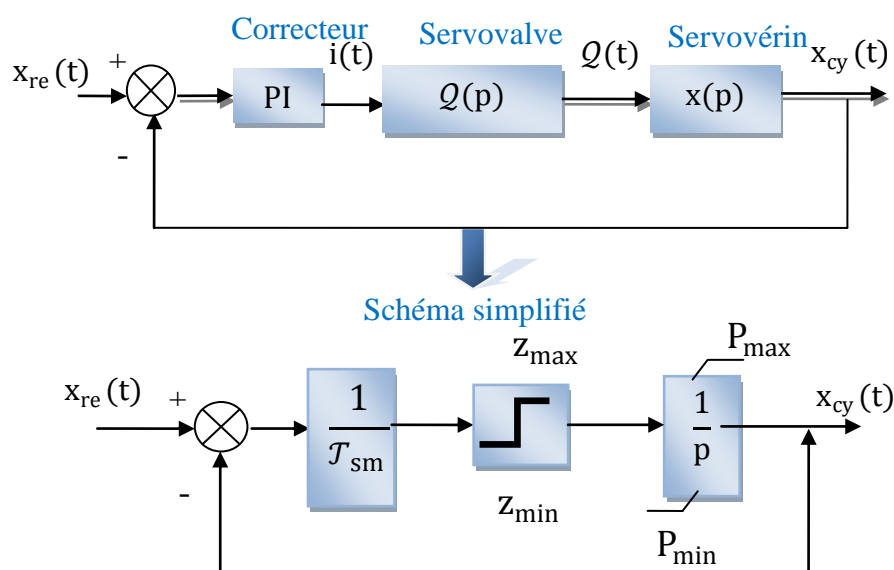 Correcteur Servovalve Servovérin
x_re(t) + i(t) 𝒬(t) x_cy(t)
PI 𝒬(p) x(p)
-
Schéma simplifié
z_max P_max
x_re(t) + 1/𝒯_sm 1/p x_cy(t)
-
z_min P_min